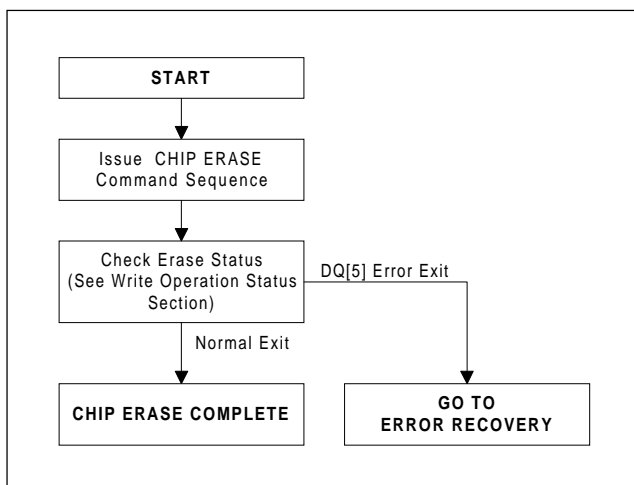 START
Issue CHIP ERASE
Command Sequence
Check Erase Status
(See Write Operation Status
Section)
DQ[5] Error Exit
Normal Exit
CHIP ERASE COMPLETE
GO TO
ERROR RECOVERY